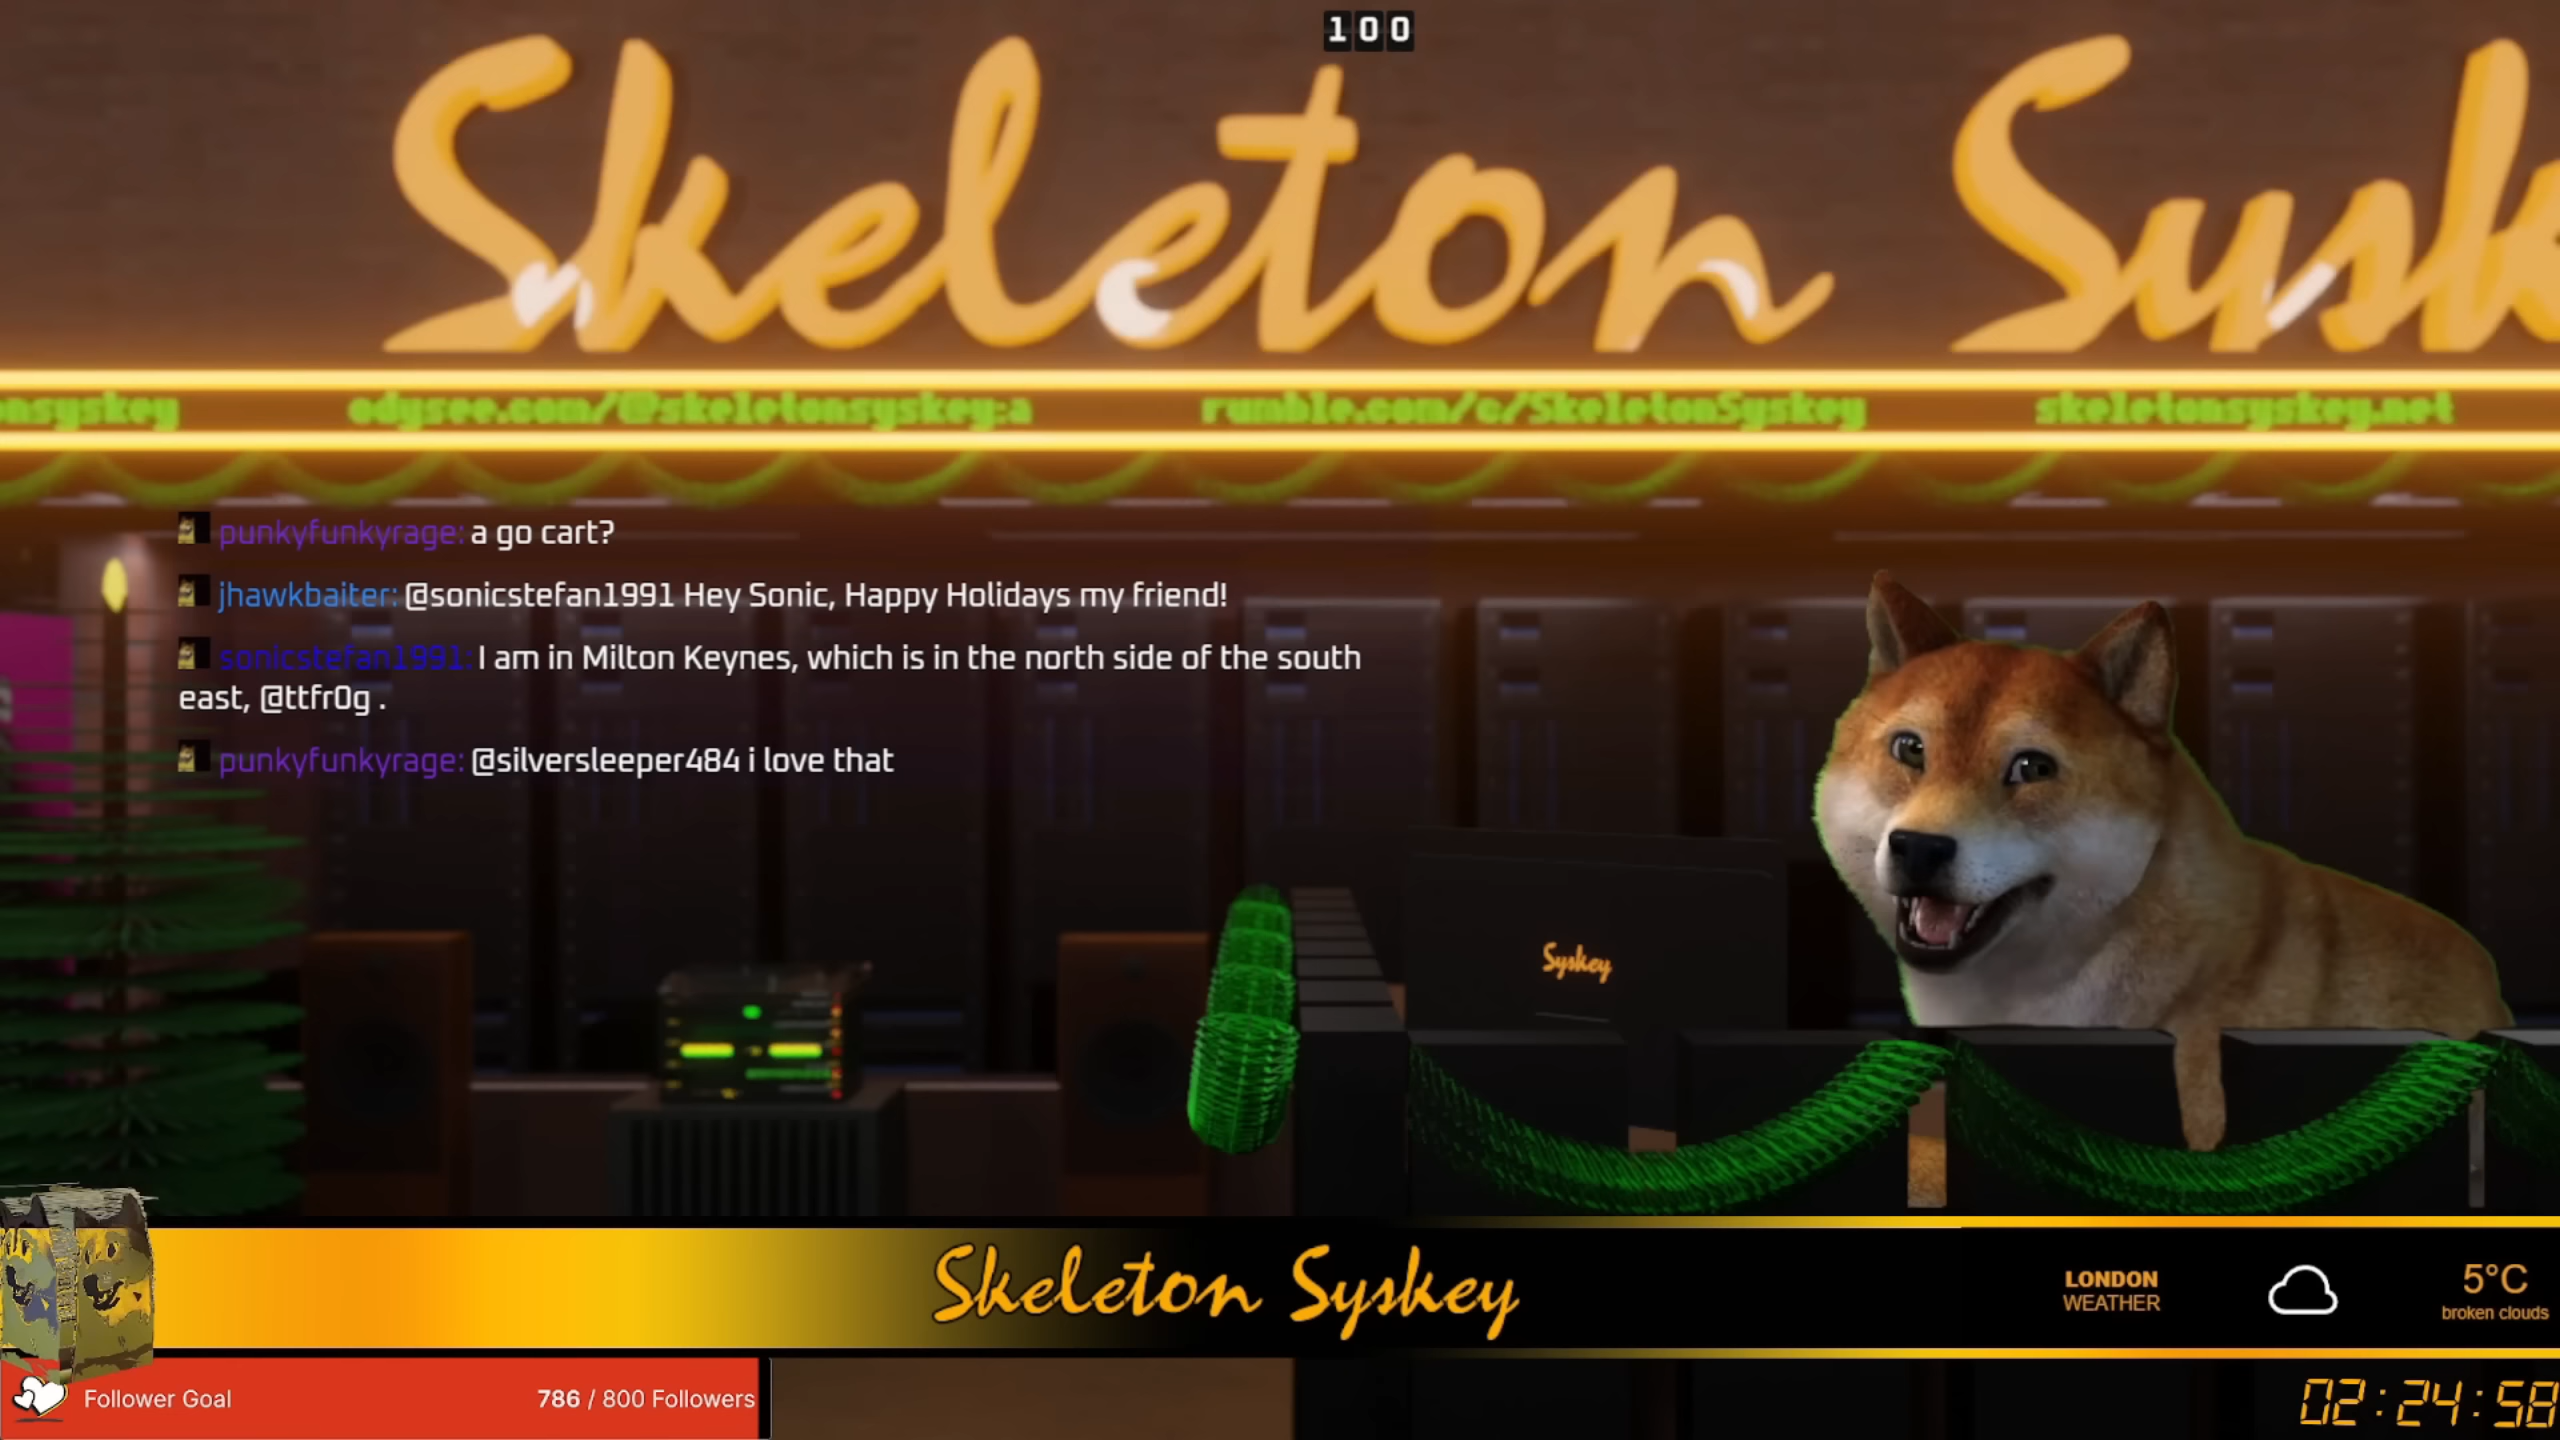 100
Skeleton Sysk
nsyskey odysee.com/@skeletonsyskey:a rumble.com/c/SkeletonSyskey skeletonsyskey.net
punkyfunkyrage: a go cart?
jhawkbaiter: @sonicstefan1991 Hey Sonic, Happy Holidays my friend!
sonicstefan1991: I am in Milton Keynes, which is in the north side of the south
east, @ttfr0g .
punkyfunkyrage: @silversleeper484 i love that
Syskey
Skeleton Syskey
LONDON
WEATHER
5°C
broken clouds
Follower Goal 786 / 800 Followers
02:24:58